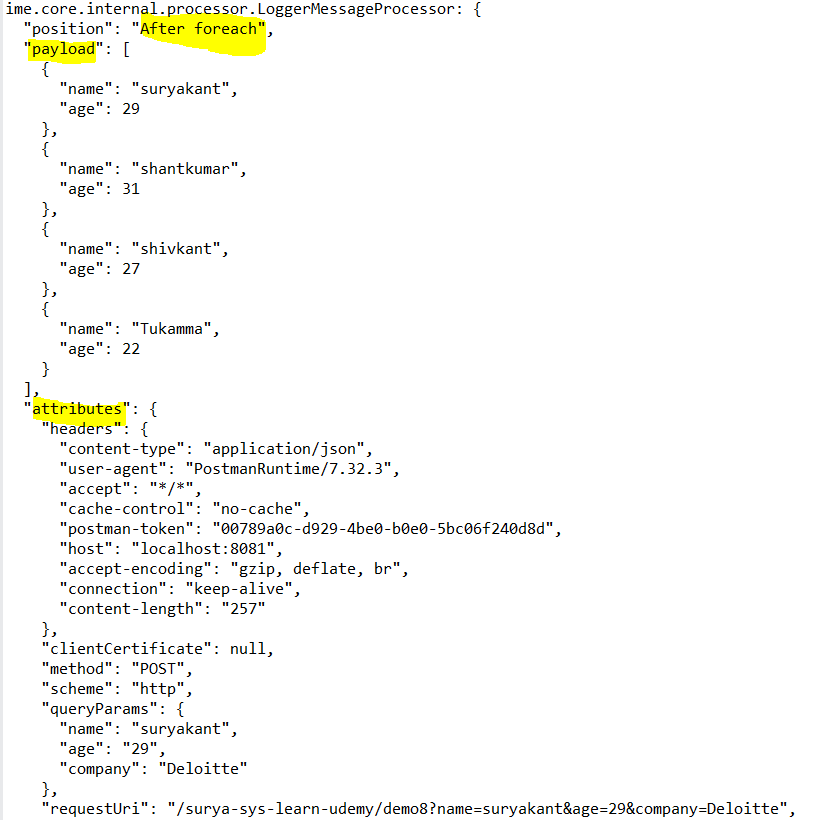 ime.core.internal.processor.LoggerMessageProcessor: {
  "position": "After foreach",
  "payload": [
    {
      "name": "suryakant",
      "age": 29
    },
    {
      "name": "shantkumar",
      "age": 31
    },
    {
      "name": "shivkant",
      "age": 27
    },
    {
      "name": "Tukamma",
      "age": 22
    }
  ],
  "attributes": {
    "headers": {
      "content-type": "application/json",
      "user-agent": "PostmanRuntime/7.32.3",
      "accept": "*/*",
      "cache-control": "no-cache",
      "postman-token": "00789a0c-d929-4be0-b0e0-5bc06f240d8d",
      "host": "localhost:8081",
      "accept-encoding": "gzip, deflate, br",
      "connection": "keep-alive",
      "content-length": "257"
    },
    "clientCertificate": null,
    "method": "POST",
    "scheme": "http",
    "queryParams": {
      "name": "suryakant",
      "age": "29",
      "company": "Deloitte"
    },
    "requestUri": "/surya-sys-learn-udemy/demo8?name=suryakant&age=29&company=Deloitte",